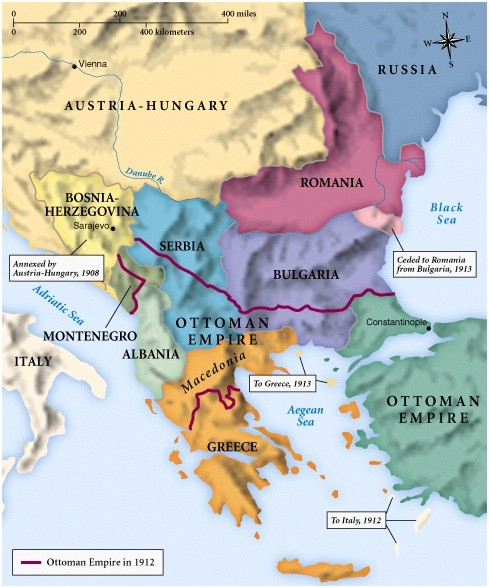 0 200 400 miles
0 200 400 kilometers
N
W E
S
Vienna
RUSSIA
AUSTRIA-HUNGARY
Danube R.
ROMANIA
BOSNIA-
HERZEGOVINA
Sarajevo
Black
Sea
SERBIA
Annexed by
Austria-Hungary, 1908
BULGARIA
Ceded to Romania
from Bulgaria, 1913
Adriatic Sea
MONTENEGRO
OTTOMAN
EMPIRE
Constantinople
ITALY
ALBANIA
Macedonia
To Greece, 1913
Aegean
Sea
OTTOMAN
EMPIRE
GREECE
To Italy, 1912
Ottoman Empire in 1912